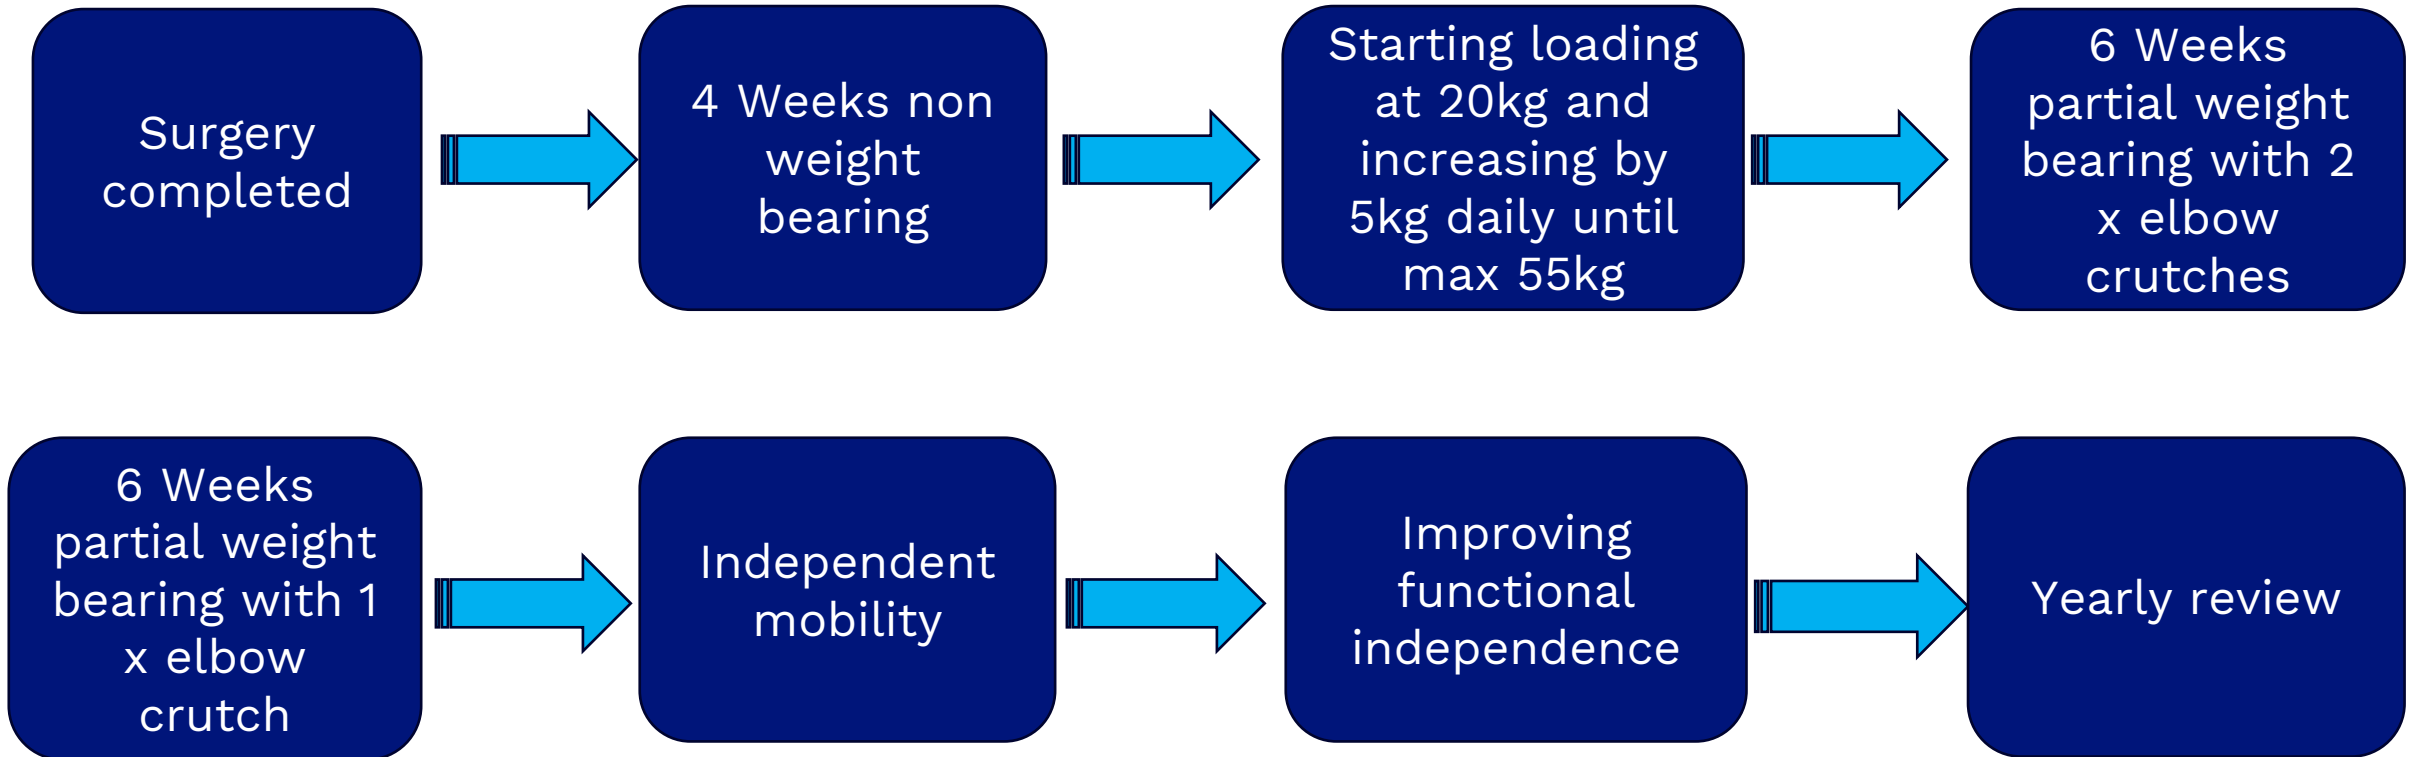 Surgery
completed
4 Weeks non
weight
bearing
Starting loading
at 20kg and
increasing by
5kg daily until
max 55kg
6 Weeks
partial weight
bearing with 2
x elbow
crutches
6 Weeks
partial weight
bearing with 1
x elbow
crutch
Independent
mobility
Improving
functional
independence
Yearly review